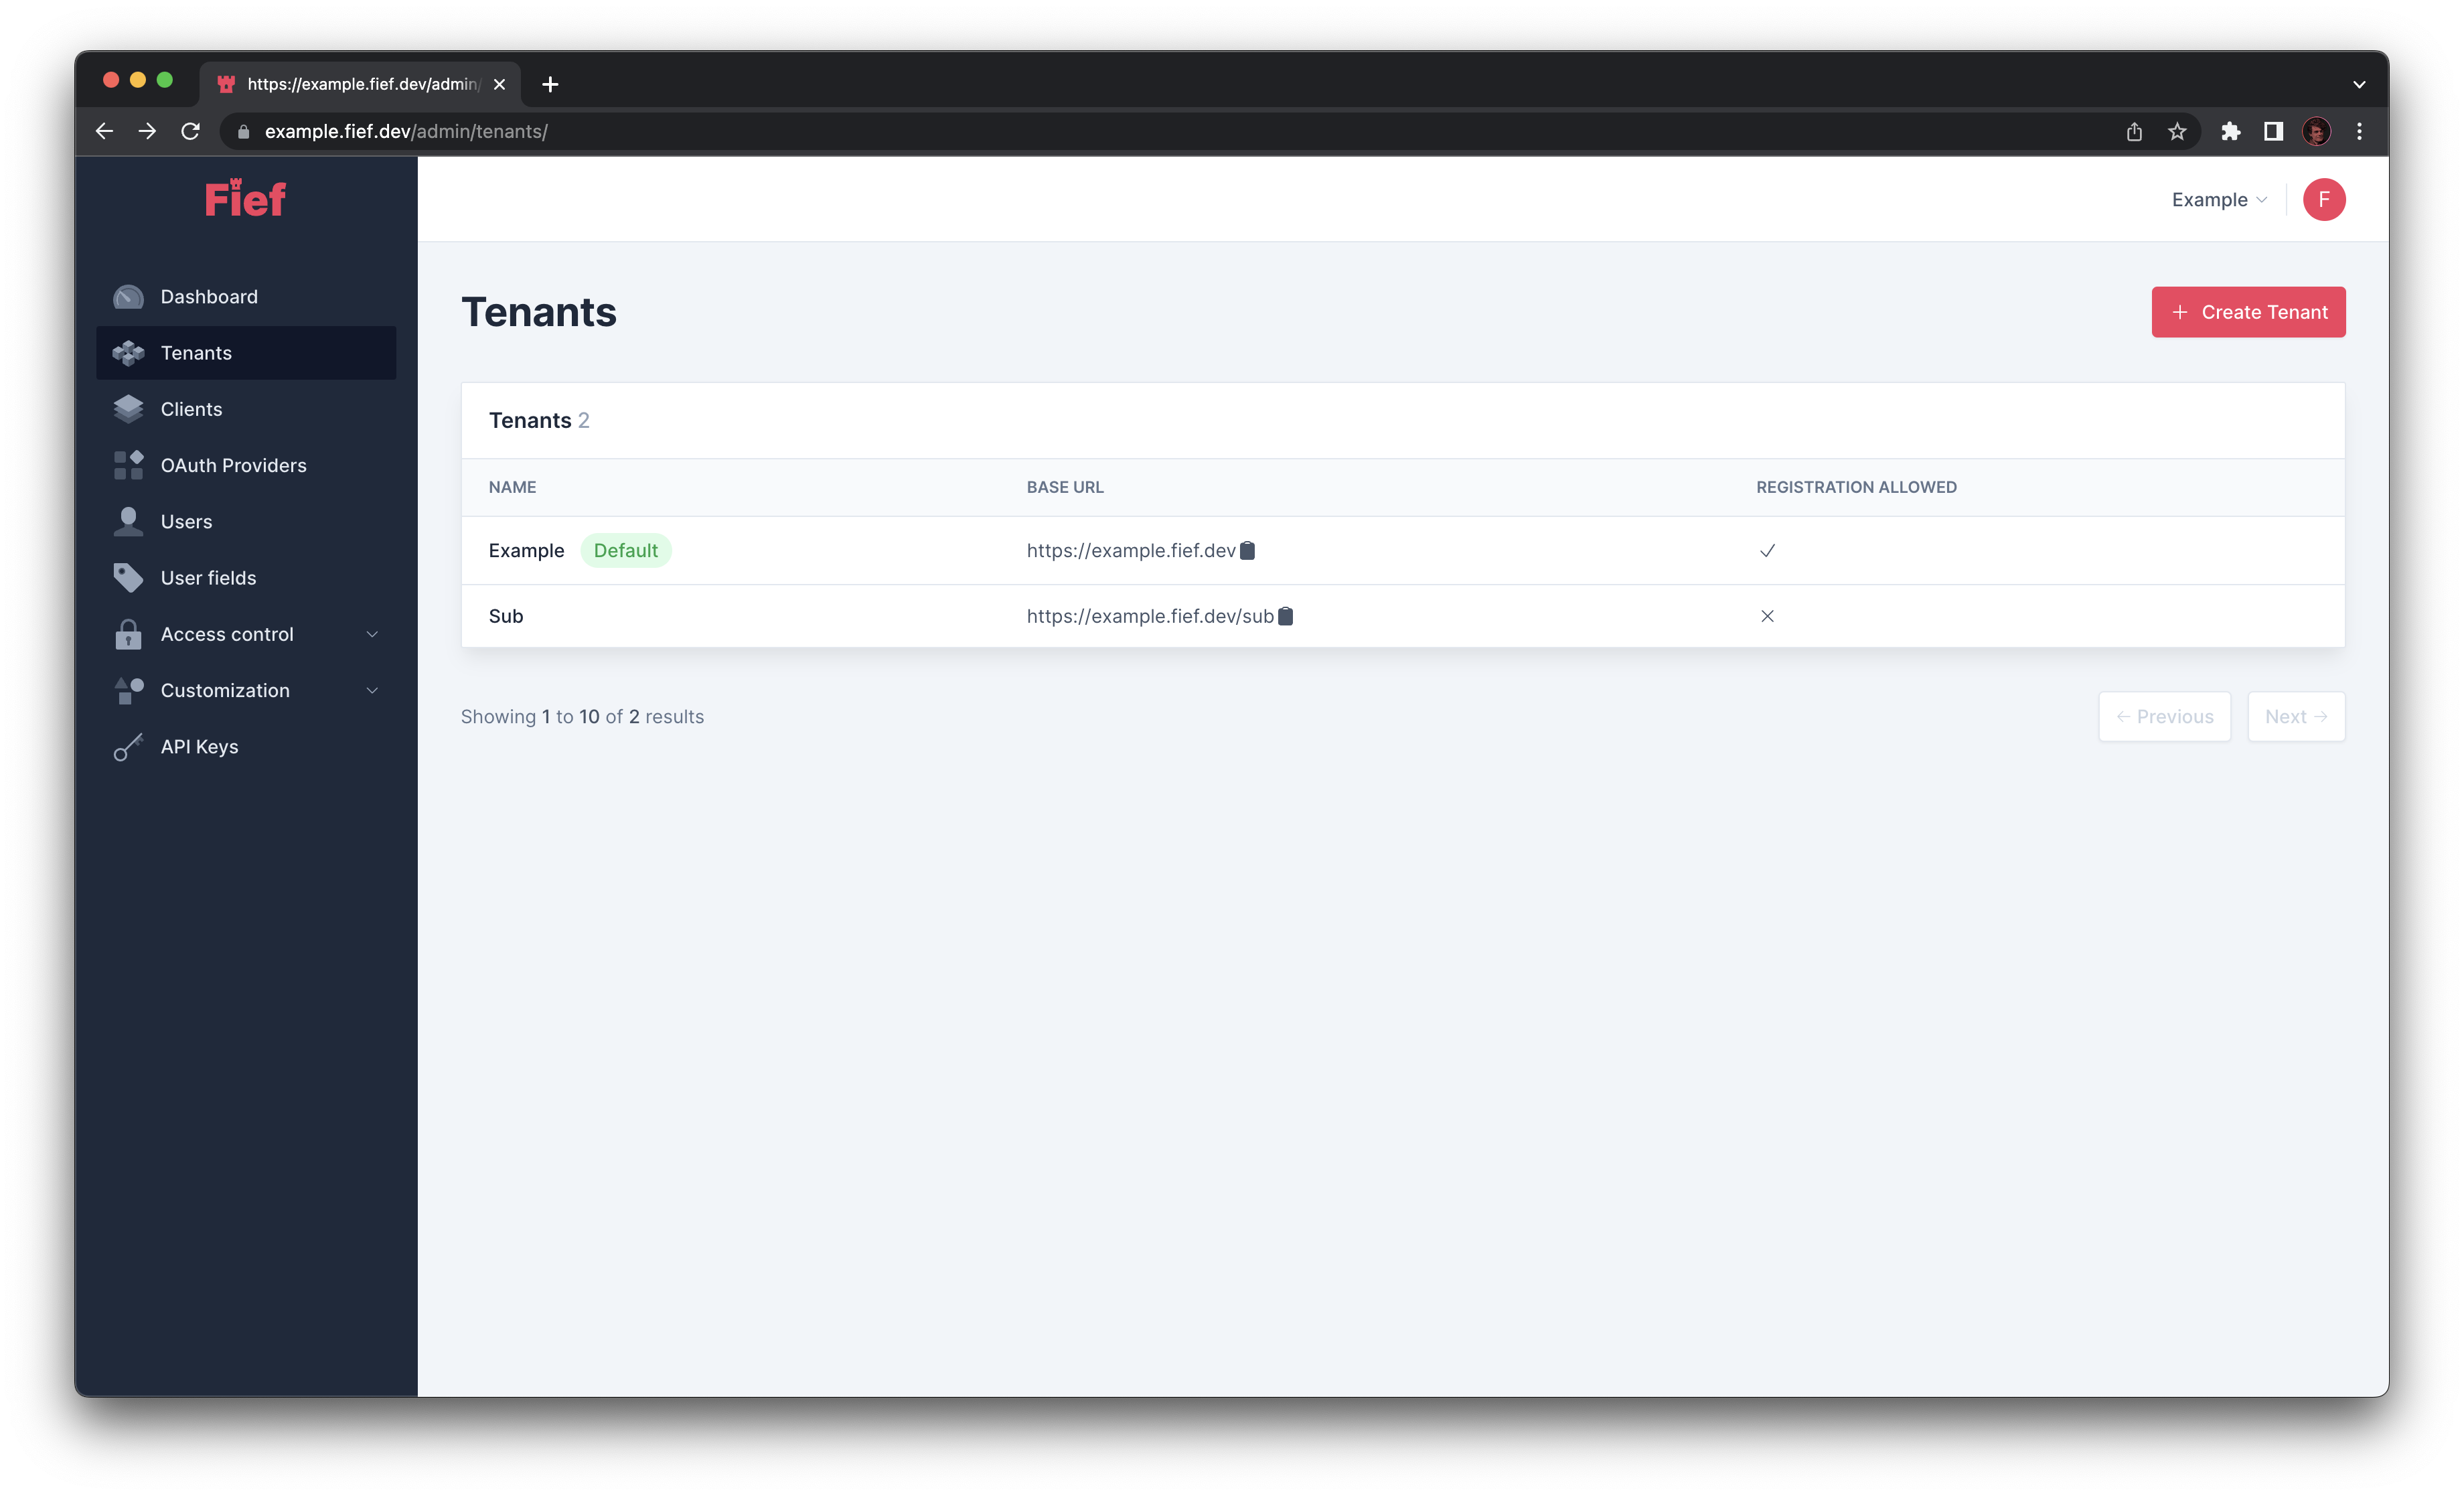 https://example.fief.dev/admin/
example.fief.dev/admin/tenants/
Fief
Example
F
Dashboard
Tenants
Clients
OAuth Providers
Users
User fields
Access control
Customization
API Keys
Tenants
Create Tenant
Tenants 2
NAME BASE URL REGISTRATION ALLOWED
Example Default https://example.fief.dev
Sub https://example.fief.dev/sub
Showing 1 to 10 of 2 results
← Previous Next →